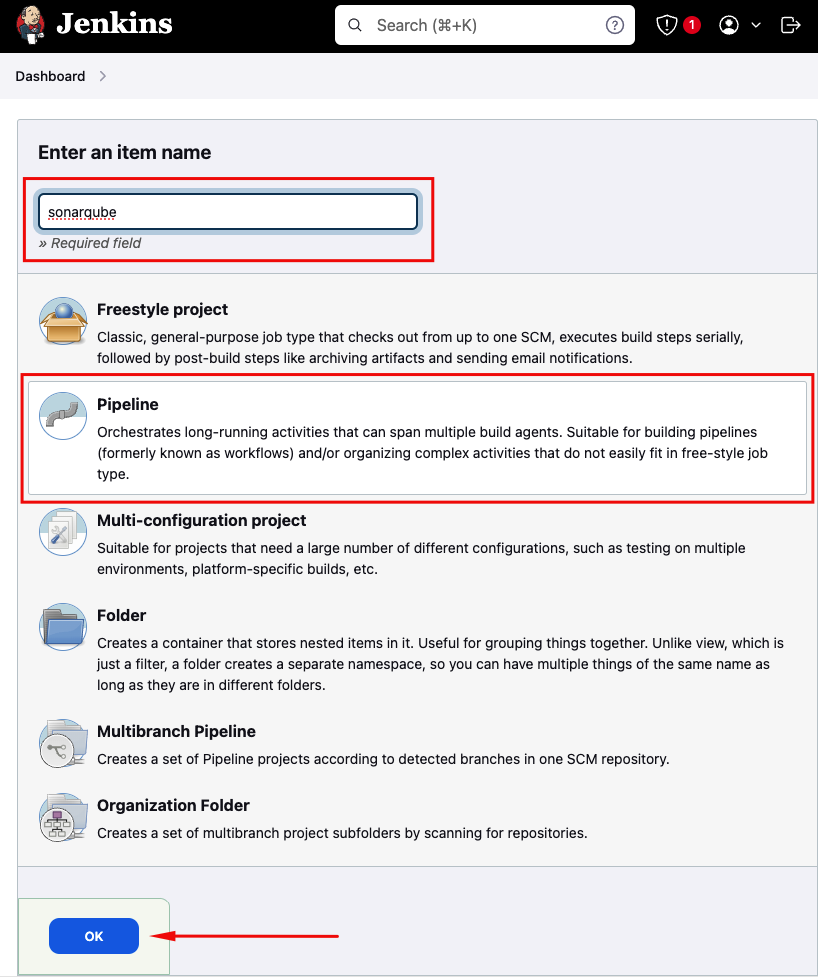 Jenkins
Search (⌘+K)
?
1
Dashboard
Enter an item name
sonarqube
» Required field
Freestyle project
Classic, general-purpose job type that checks out from up to one SCM, executes build steps serially,
followed by post-build steps like archiving artifacts and sending email notifications.
Pipeline
Orchestrates long-running activities that can span multiple build agents. Suitable for building pipelines
(formerly known as workflows) and/or organizing complex activities that do not easily fit in free-style job
type.
Multi-configuration project
Suitable for projects that need a large number of different configurations, such as testing on multiple
environments, platform-specific builds, etc.
Folder
Creates a container that stores nested items in it. Useful for grouping things together. Unlike view, which is
just a filter, a folder creates a separate namespace, so you can have multiple things of the same name as
long as they are in different folders.
Multibranch Pipeline
Creates a set of Pipeline projects according to detected branches in one SCM repository.
Organization Folder
Creates a set of multibranch project subfolders by scanning for repositories.
OK